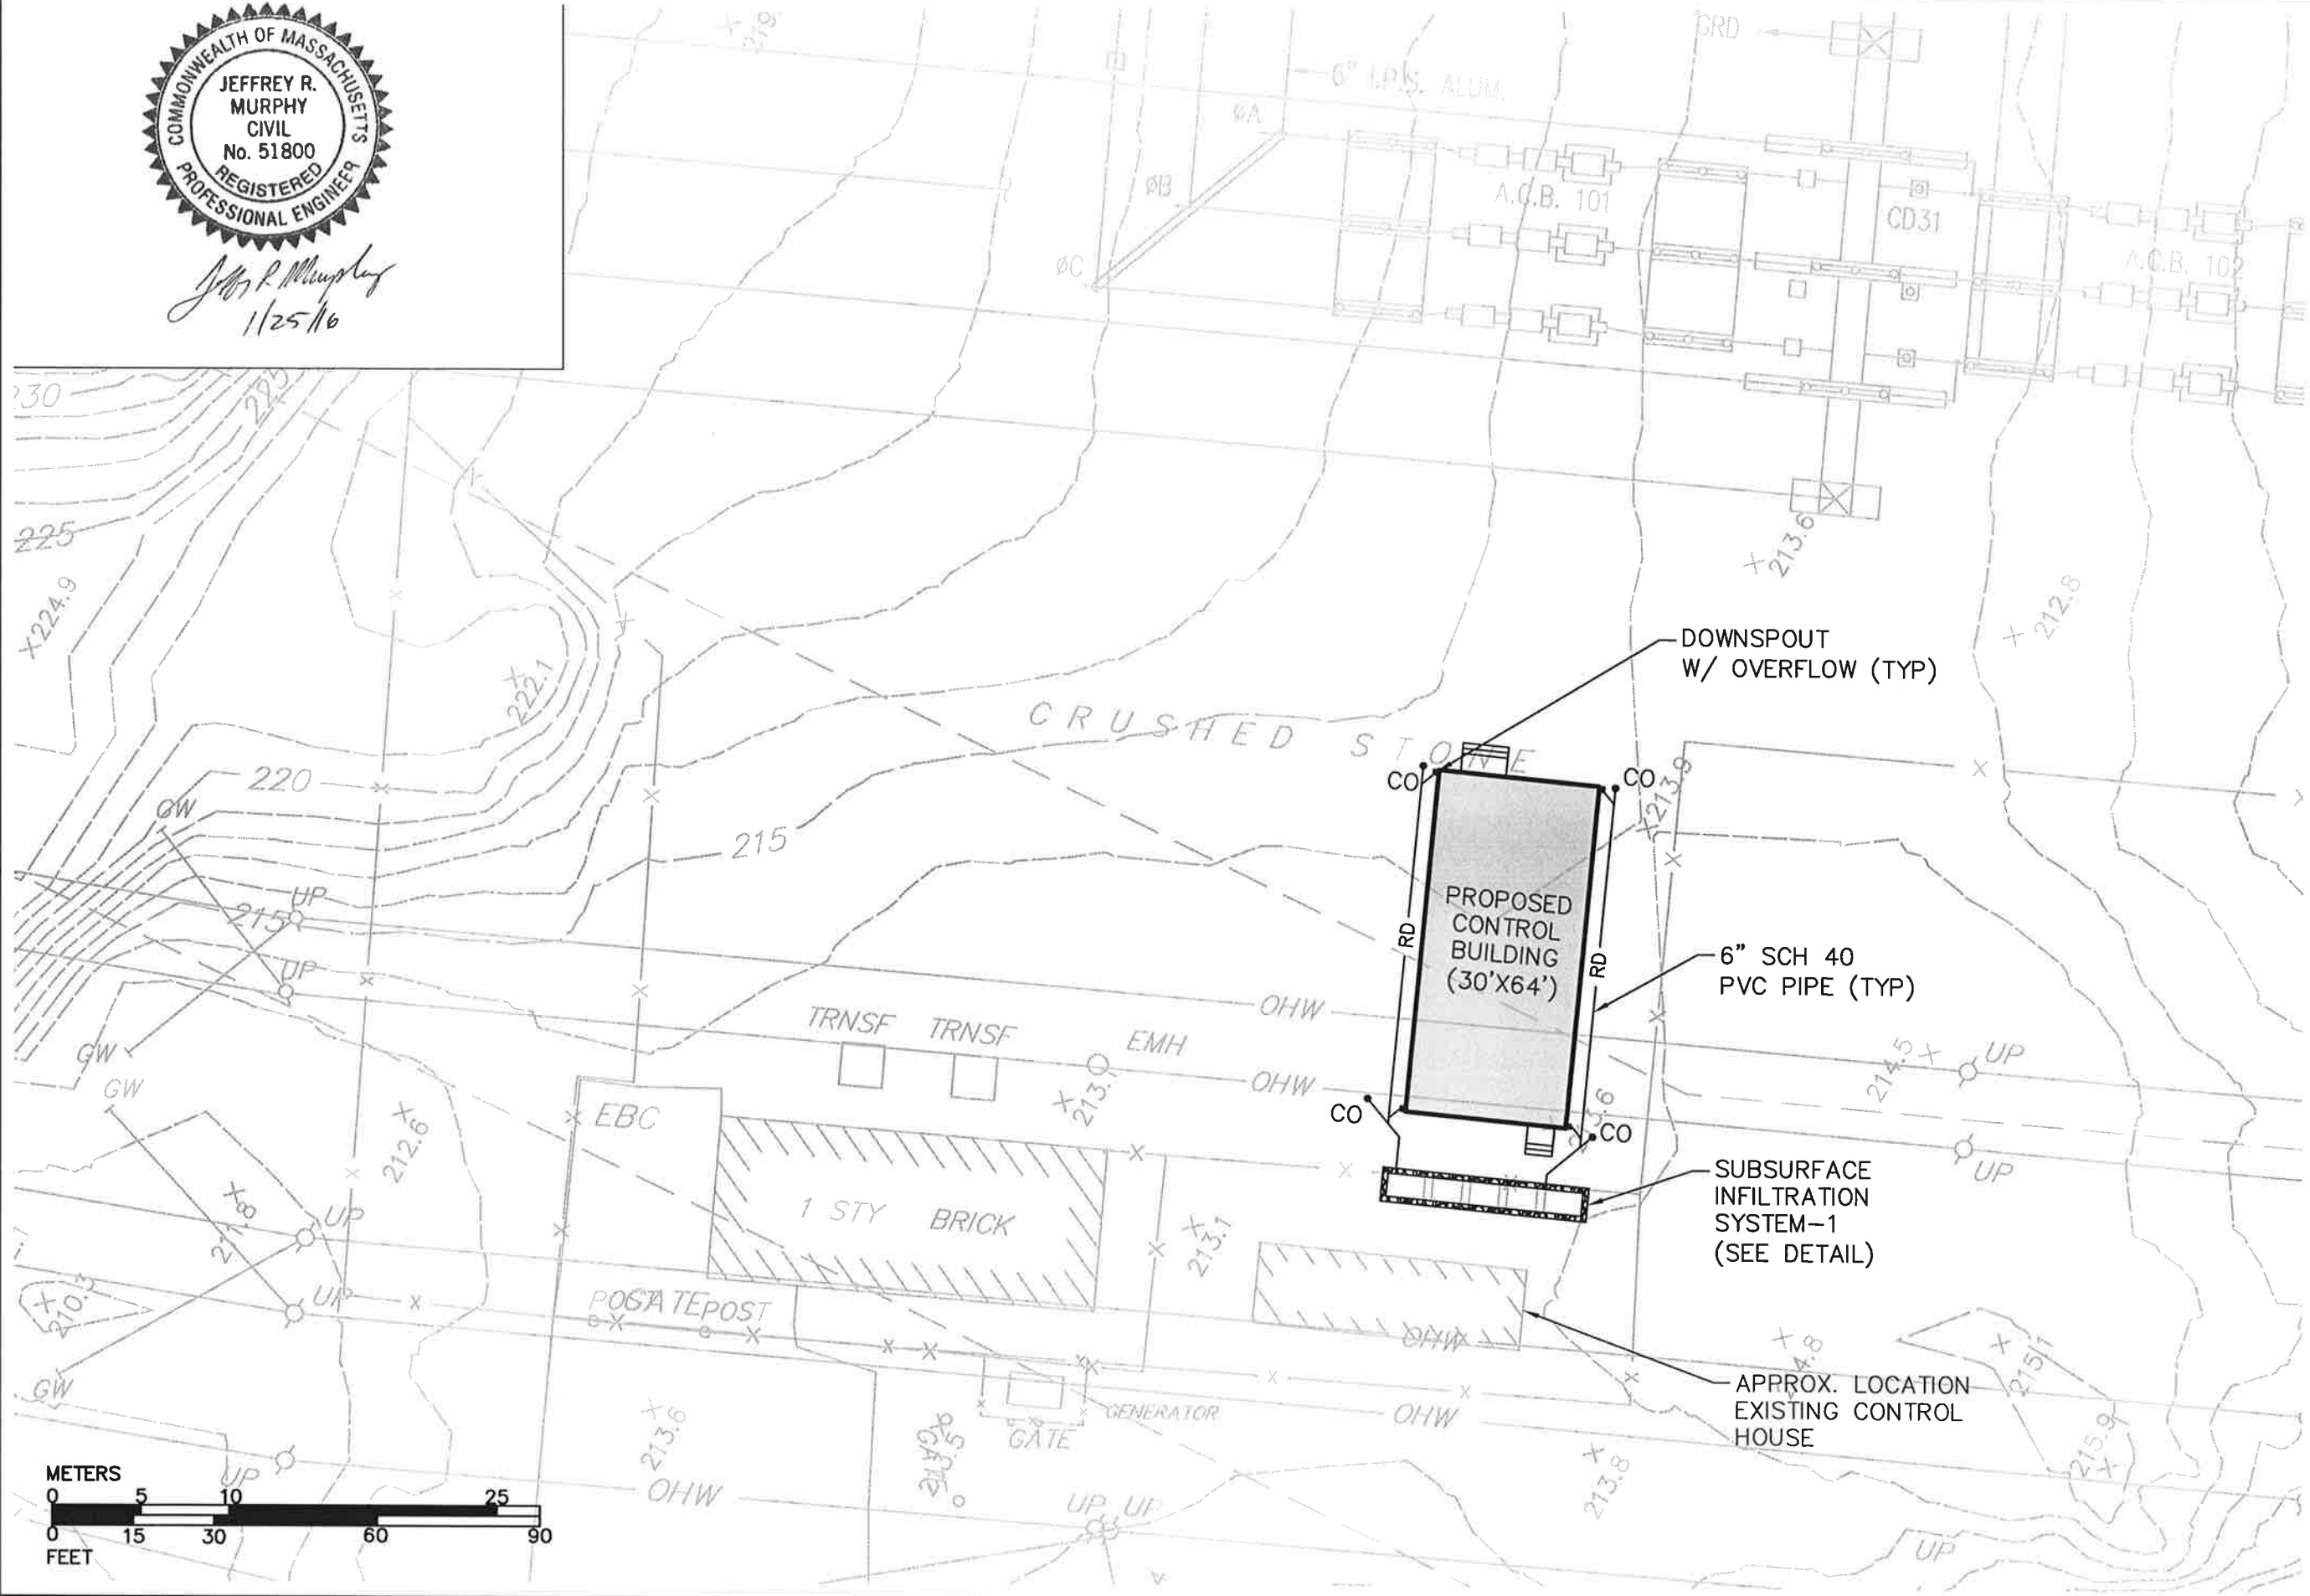 COMMONWEALTH OF MASSACHUSETTS
JEFFREY R.
MURPHY
CIVIL
No. 51800
REGISTERED
PROFESSIONAL ENGINEER
1/25/16
GRD
6" I.P.S. ALUM.
ØA
ØB
ØC
A.C.B. 101
CD31
A.C.B. 102
225
225
X224.9
213.6
212.8
222.1
DOWNSPOUT
W/ OVERFLOW (TYP)
CRUSHED STONE
CO
CO
213.9
220
GW
215
UP
215
UP
PROPOSED
CONTROL
BUILDING
(30'X64')
RD
RD
6" SCH 40
PVC PIPE (TYP)
TRNSF
TRNSF
EMH
OHW
OHW
213.1
GW
GW
EBC
212.6
CO
CO
214.5
UP
UP
SUBSURFACE
INFILTRATION
SYSTEM-1
(SEE DETAIL)
1 STY BRICK
213.1
211.8
UP
UP
210.3
POST
GATE
POST
OHW
APPROX. LOCATION
EXISTING CONTROL
HOUSE
215.1
215.9
GW
GENERATOR
GATE
OHW
213.6
213.5
213.8
UP
OHW
UP
UP
UP
METERS
0 5 10 25
0 15 30 60 90
FEET